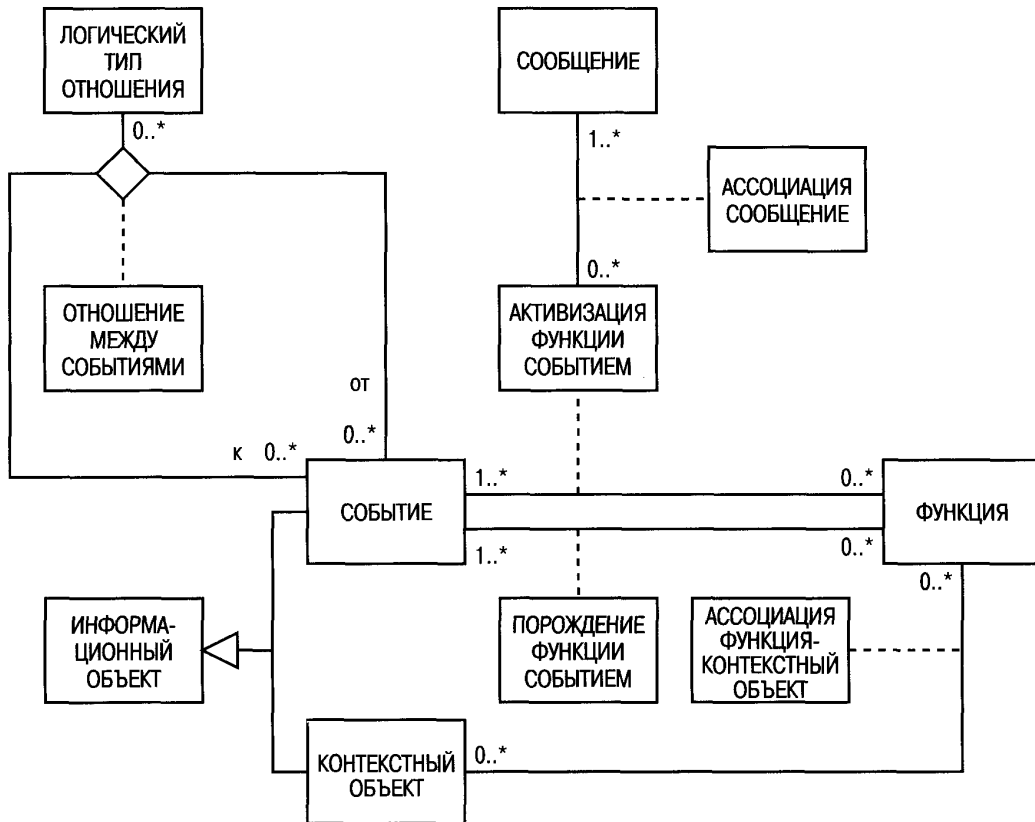 ЛОГИЧЕСКИЙ
ТИП
ОТНОШЕНИЯ
0..*
СООБЩЕНИЕ
1..*
АССОЦИАЦИЯ
СООБЩЕНИЕ
0..*
ОТНОШЕНИЕ
МЕЖДУ
СОБЫТИЯМИ
АКТИВИЗАЦИЯ
ФУНКЦИИ
СОБЫТИЕМ
от
0..*
к 0..*
СОБЫТИЕ
1..*
0..*
ФУНКЦИЯ
1..*
0..*
0..*
ИНФОРМА-
ЦИОННЫЙ
ОБЪЕКТ
ПОРОЖДЕНИЕ
ФУНКЦИИ
СОБЫТИЕМ
АССОЦИАЦИЯ
ФУНКЦИЯ-
КОНТЕКСТНЫЙ
ОБЪЕКТ
КОНТЕКСТНЫЙ
ОБЪЕКТ
0..*